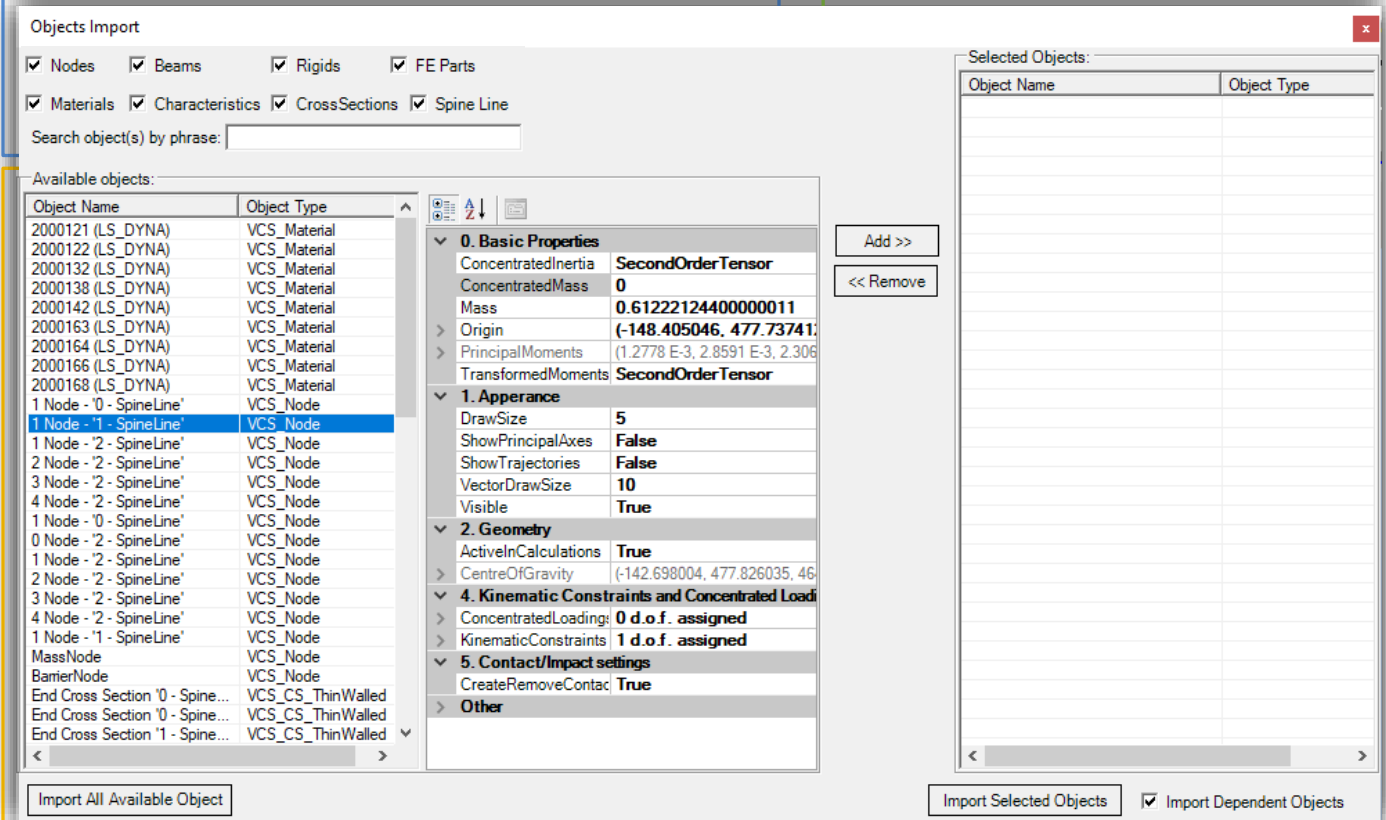 Objects Import
x
Nodes Beams Rigids FE Parts
Materials Characteristics CrossSections Spine Line
Search object(s) by phrase:
Available objects:
Object Name Object Type
2000121 (LS_DYNA) VCS_Material
2000122 (LS_DYNA) VCS_Material
2000132 (LS_DYNA) VCS_Material
2000138 (LS_DYNA) VCS_Material
2000142 (LS_DYNA) VCS_Material
2000163 (LS_DYNA) VCS_Material
2000164 (LS_DYNA) VCS_Material
2000166 (LS_DYNA) VCS_Material
2000168 (LS_DYNA) VCS_Material
1 Node - '0 - SpineLine' VCS_Node
1 Node - '1 - SpineLine' VCS_Node
1 Node - '2 - SpineLine' VCS_Node
2 Node - '2 - SpineLine' VCS_Node
3 Node - '2 - SpineLine' VCS_Node
4 Node - '2 - SpineLine' VCS_Node
1 Node - '0 - SpineLine' VCS_Node
0 Node - '2 - SpineLine' VCS_Node
1 Node - '2 - SpineLine' VCS_Node
2 Node - '2 - SpineLine' VCS_Node
3 Node - '2 - SpineLine' VCS_Node
4 Node - '2 - SpineLine' VCS_Node
1 Node - '1 - SpineLine' VCS_Node
MassNode VCS_Node
BarrierNode VCS_Node
End Cross Section '0 - Spine... VCS_CS_ThinWalled
End Cross Section '0 - Spine... VCS_CS_ThinWalled
End Cross Section '1 - Spine... VCS_CS_ThinWalled
A
Z
0. Basic Properties
ConcentratedInertia SecondOrderTensor
ConcentratedMass 0
Mass 0.61222124400000011
Origin (-148.405046, 477.737412
PrincipalMoments (1.2778 E-3, 2.8591 E-3, 2.306
TransformedMoments SecondOrderTensor
1. Apperance
DrawSize 5
ShowPrincipalAxes False
ShowTrajectories False
VectorDrawSize 10
Visible True
2. Geometry
ActiveInCalculations True
CentreOfGravity (-142.698004, 477.826035, 46
4. Kinematic Constraints and Concentrated Loadi
ConcentratedLoadings 0 d.o.f. assigned
KinematicConstraints 1 d.o.f. assigned
5. Contact/Impact settings
CreateRemoveContac True
Other
Add >>
<< Remove
Selected Objects:
Object Name Object Type
Import All Available Object
Import Selected Objects
Import Dependent Objects